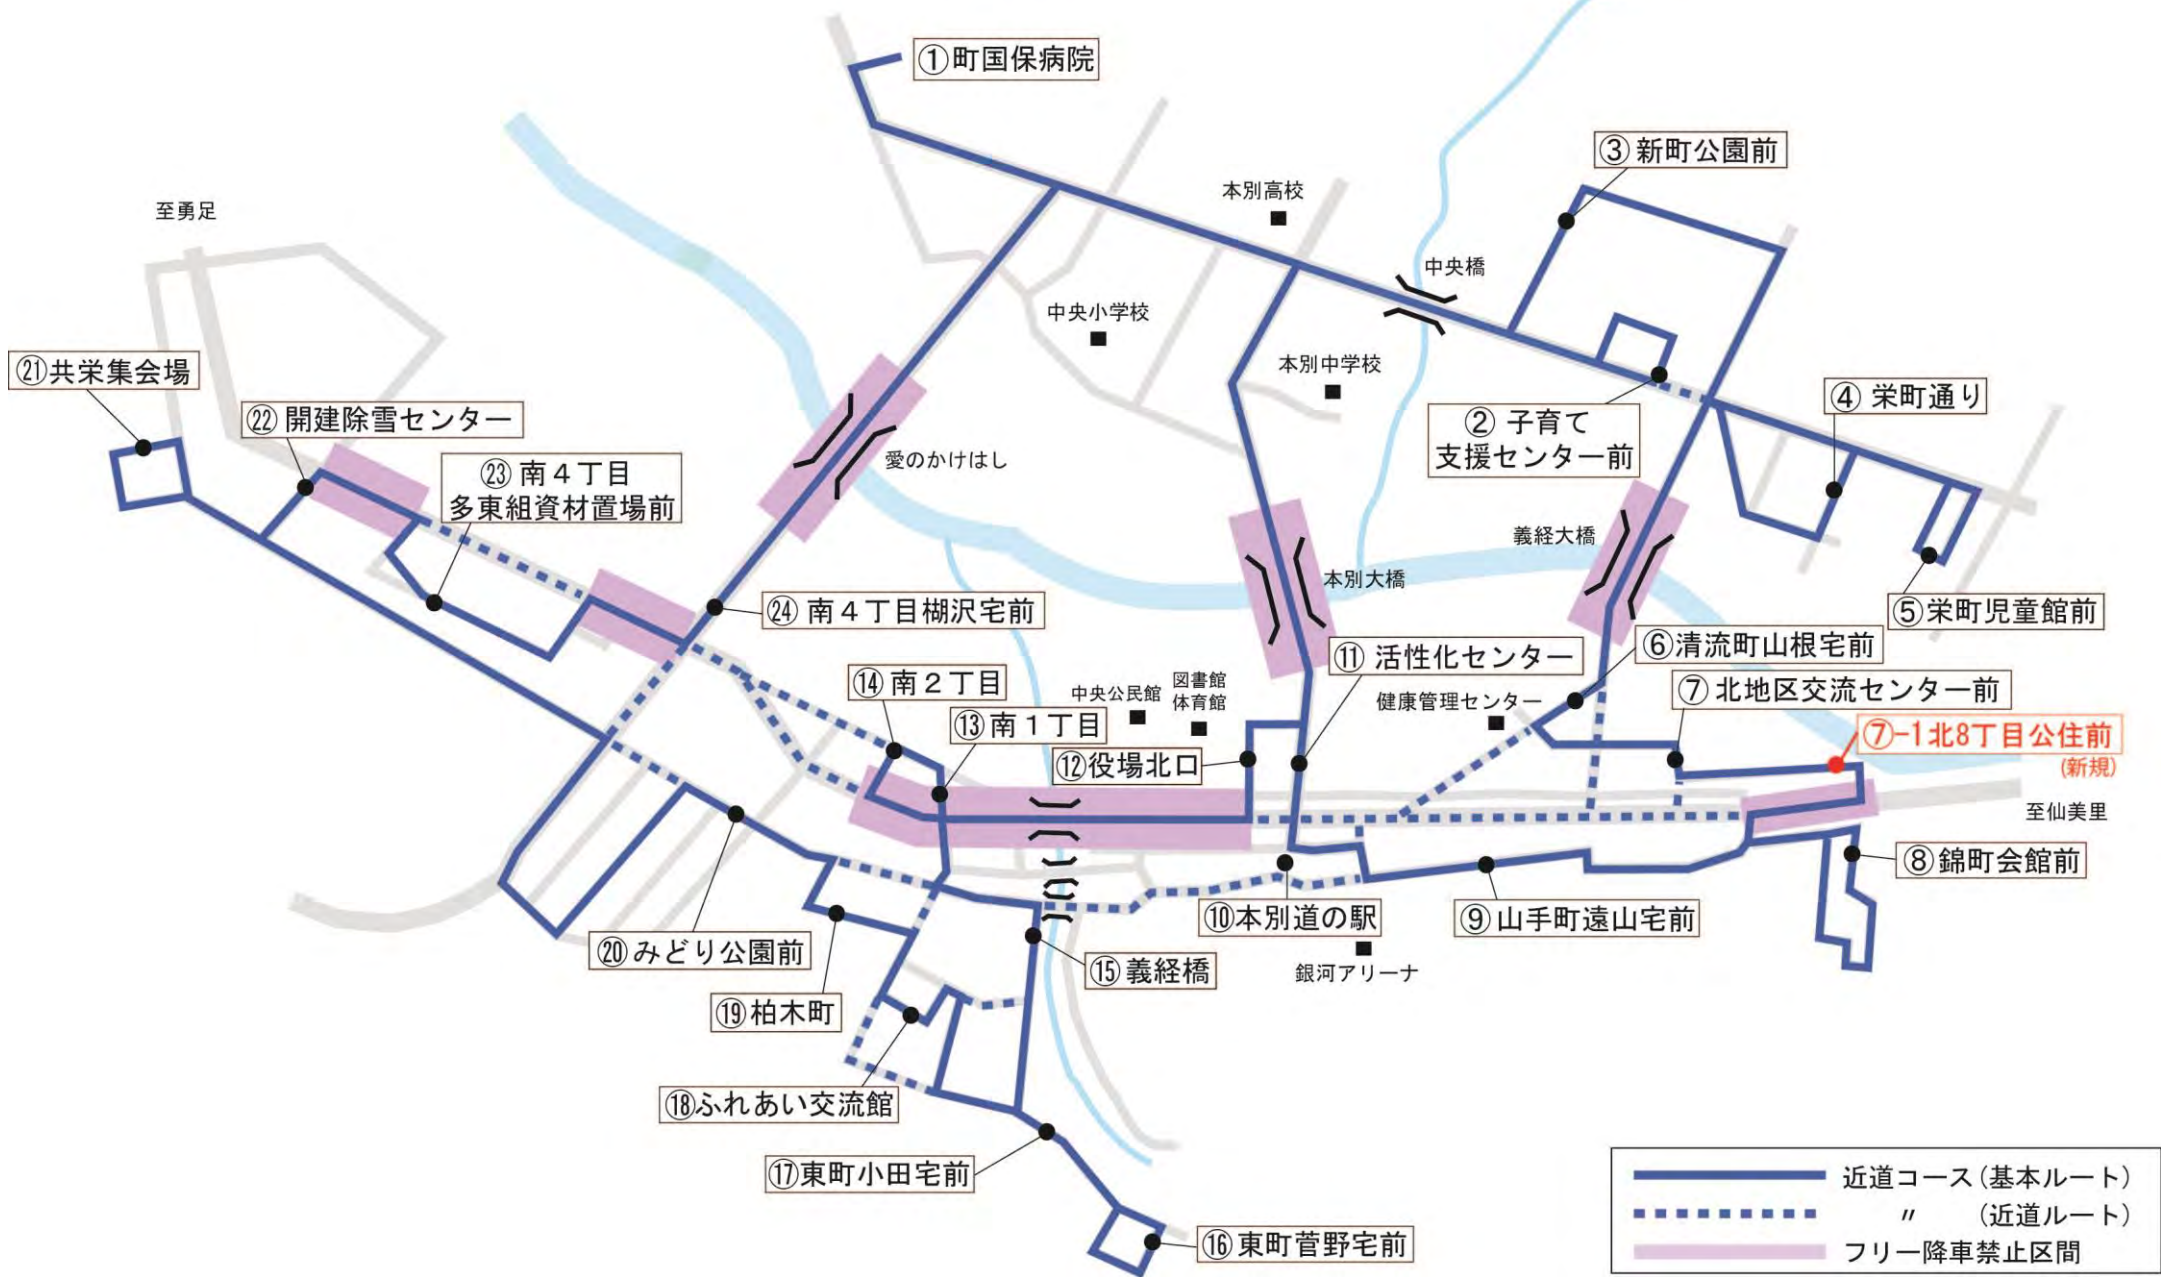 ①町国保病院
③新町公園前
本別高校
至勇足
中央橋
中央小学校
本別中学校
㉑共栄集会場
④ 栄町通り
㉒開建除雪センター
② 子育て
支援センター前
愛のかけはし
㉓南4丁目
多東組資材置場前
義経大橋
本別大橋
㉔南4丁目楜沢宅前
⑤栄町児童館前
⑪ 活性化センター
⑥清流町山根宅前
⑭南2丁目
中央公民館
図書館
体育館
健康管理センター
⑦ 北地区交流センター前
⑬南1丁目
⑦-1北8丁目公住前
(新規)
⑫役場北口
至仙美里
⑧錦町会館前
⑩本別道の駅
⑨山手町遠山宅前
⑳みどり公園前
⑮義経橋
銀河アリーナ
⑲柏木町
⑱ふれあい交流館
⑰東町小田宅前
⑯東町菅野宅前
近道コース(基本ルート)
〃 (近道ルート)
フリー降車禁止区間